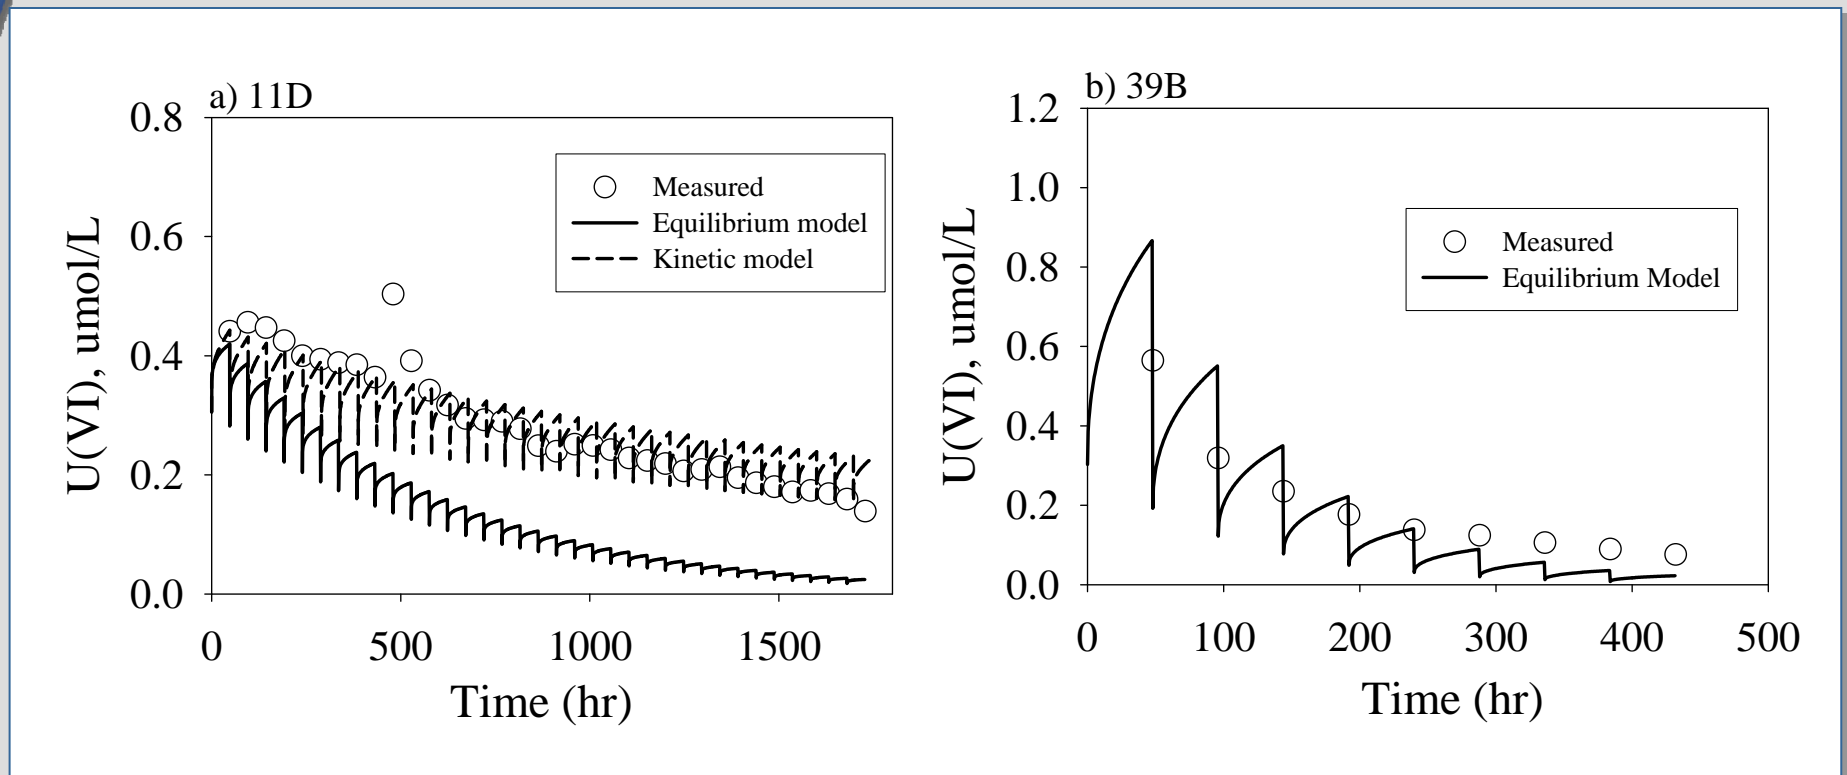 a) 11D
0.8
0.6
0.4
0.2
0.0
U(VI), umol/L
Measured
Equilibrium model
Kinetic model
0 500 1000 1500
Time (hr)
b) 39B
1.2
1.0
0.8
0.6
0.4
0.2
0.0
U(VI), umol/L
Measured
Equilibrium Model
0 100 200 300 400 500
Time (hr)